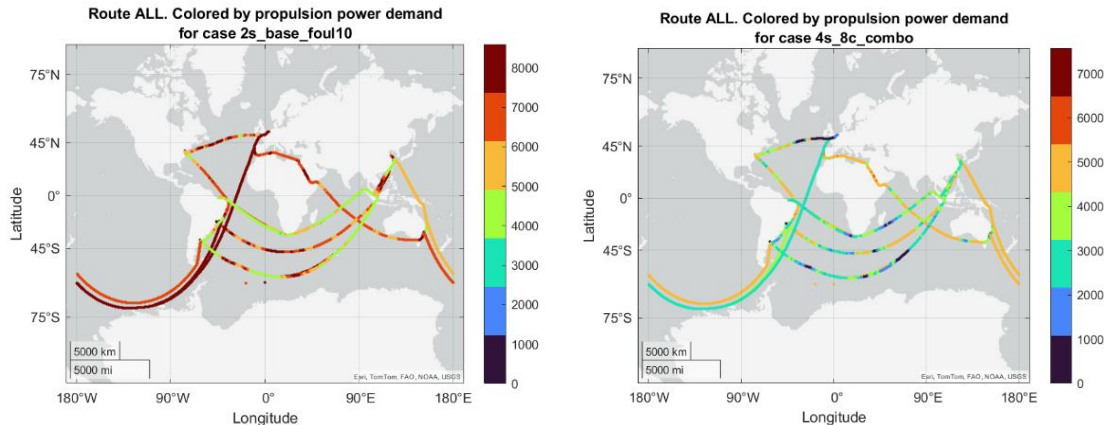 Route ALL. Colored by propulsion power demand
for case 2s_base_foul10
75°N
45°N
0°
45°S
75°S
Latitude
5000 km
5000 mi
Esri, TomTom, FAO, NOAA, USGS
180°W
90°W
0°
90°E
180°E
Longitude
8000
7000
6000
5000
4000
3000
2000
1000
0
Route ALL. Colored by propulsion power demand
for case 4s_8c_combo
75°N
45°N
0°
45°S
75°S
Latitude
5000 km
5000 mi
Esri, TomTom, FAO, NOAA, USGS
180°W
90°W
0°
90°E
180°E
Longitude
7000
6000
5000
4000
3000
2000
1000
0